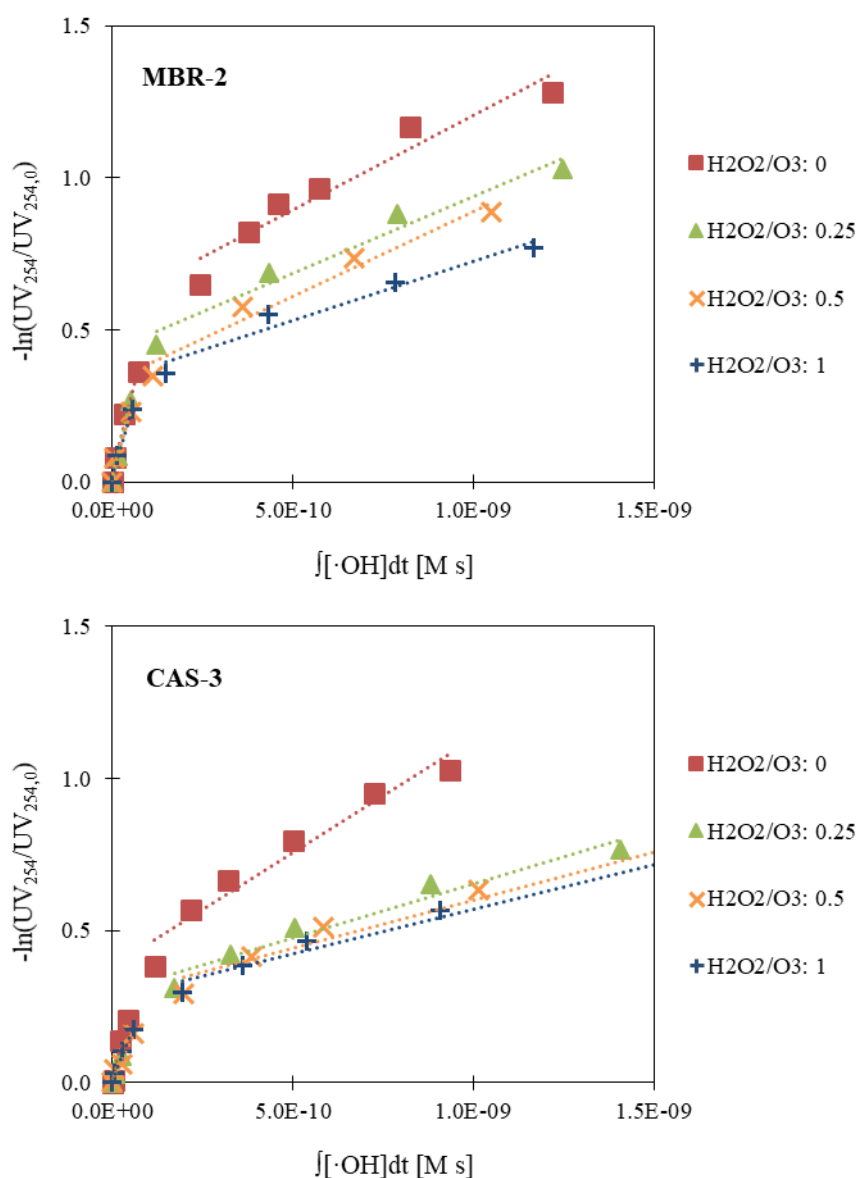 MBR-2
-ln(UV254/UV254,0)
1.5
1.0
0.5
0.0
0.0E+00 5.0E-10 1.0E-09 1.5E-09
∫[·OH]dt [M s]
H2O2/O3: 0
H2O2/O3: 0.25
H2O2/O3: 0.5
H2O2/O3: 1
CAS-3
-ln(UV254/UV254,0)
1.5
1.0
0.5
0.0
0.0E+00 5.0E-10 1.0E-09 1.5E-09
∫[·OH]dt [M s]
H2O2/O3: 0
H2O2/O3: 0.25
H2O2/O3: 0.5
H2O2/O3: 1